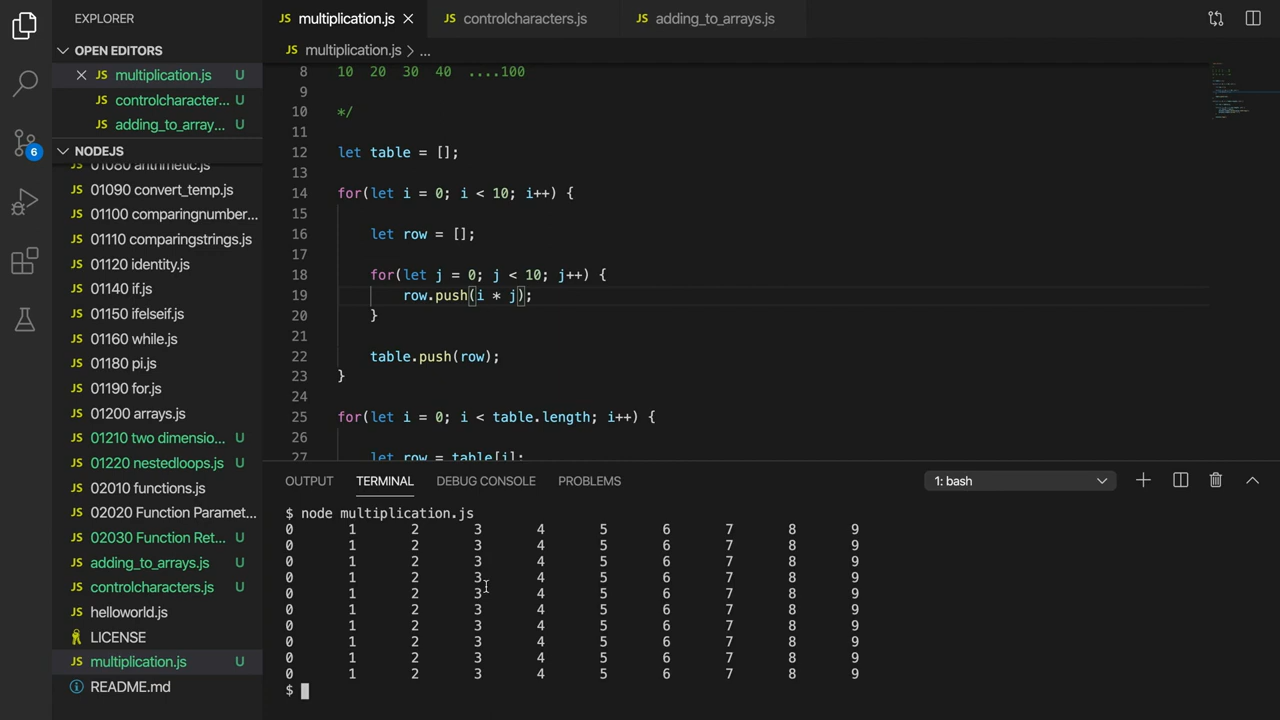 EXPLORER
OPEN EDITORS
multiplication.js U
controlcharacter... U
adding_to_array... U
NODEJS
01080 arithmetic.js
01090 convert_temp.js
01100 comparingnumber...
01110 comparingstrings.js
01120 identity.js
01140 if.js
01150 ifelseif.js
01160 while.js
01180 pi.js
01190 for.js
01200 arrays.js
01210 two dimensio... U
01220 nestedloops.js U
02010 functions.js
02020 Function Paramet...
02030 Function Ret... U
adding_to_arrays.js U
controlcharacters.js U
helloworld.js
LICENSE
multiplication.js U
README.md
6
JS multiplication.js
JS controlcharacters.js
JS adding_to_arrays.js
JS multiplication.js > ...
8 10 20 30 40 ....100
9
10 */
11
12 let table = [];
13
14 for(let i = 0; i < 10; i++) {
15
16 let row = [];
17
18 for(let j = 0; j < 10; j++) {
19 row.push(i * j);
20 }
21
22 table.push(row);
23 }
24
25 for(let i = 0; i < table.length; i++) {
26
27 let row = table[i];
OUTPUT TERMINAL DEBUG CONSOLE PROBLEMS 1: bash
$ node multiplication.js
0 1 2 3 4 5 6 7 8 9
0 1 2 3 4 5 6 7 8 9
0 1 2 3 4 5 6 7 8 9
0 1 2 3 4 5 6 7 8 9
0 1 2 3 4 5 6 7 8 9
0 1 2 3 4 5 6 7 8 9
0 1 2 3 4 5 6 7 8 9
0 1 2 3 4 5 6 7 8 9
0 1 2 3 4 5 6 7 8 9
0 1 2 3 4 5 6 7 8 9
$